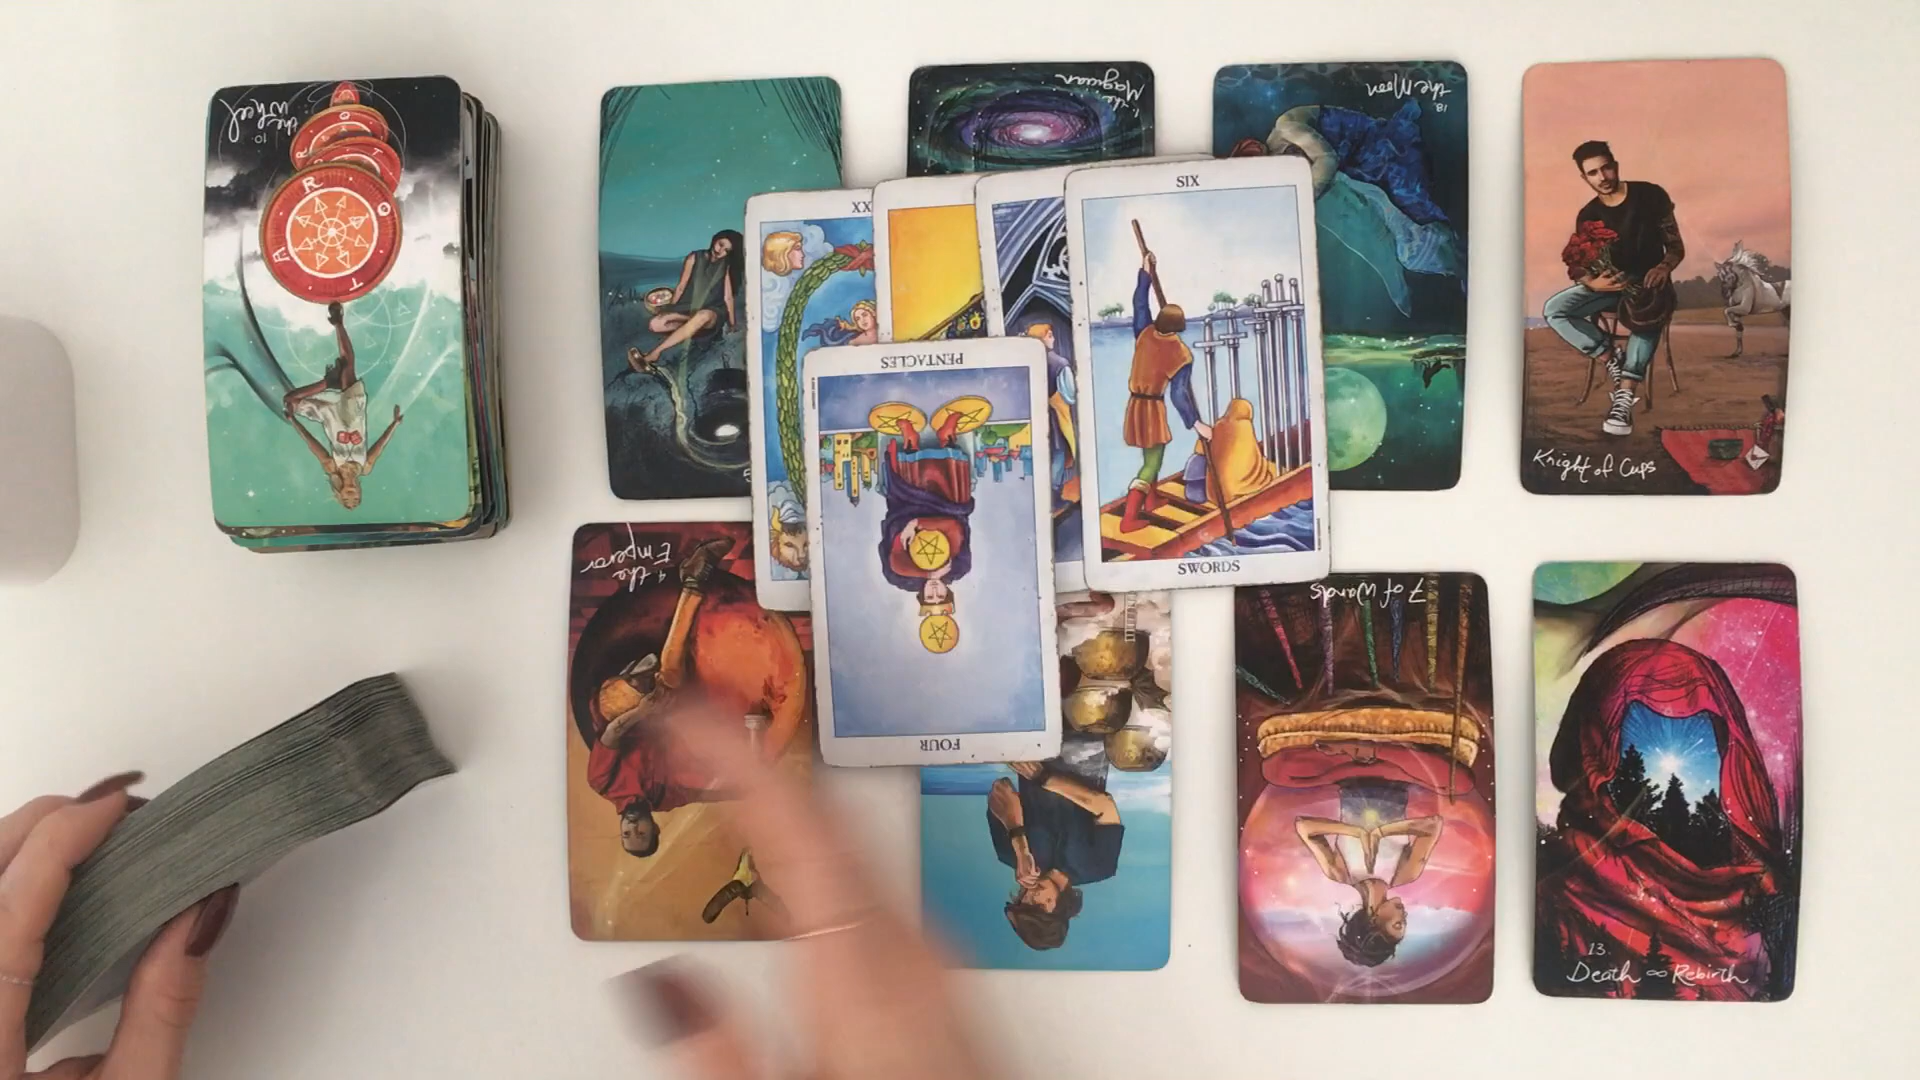 10
the
Wheel
T A R O T
R O T
1. the
Magician
18.
the Moon
XX
SIX
SWORDS
PENTACLES
FOUR
Knight of Cups
4 the
Emperor
7 of Wands
13.
Death ∞ Rebirth